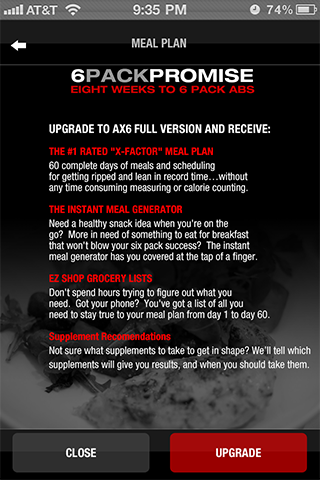 AT&T 9:35 PM 74%
MEAL PLAN
6PACKPROMISE
EIGHT WEEKS TO 6 PACK ABS
UPGRADE TO AX6 FULL VERSION AND RECEIVE:
THE #1 RATED "X-FACTOR" MEAL PLAN
60 complete days of meals and scheduling
for getting ripped and lean in record time...without
any time consuming measuring or calorie counting.
THE INSTANT MEAL GENERATOR
Need a healthy snack idea when you're on the
go? More in need of something to eat for breakfast
that won't blow your six pack success? The instant
meal generator has you covered at the tap of a finger.
EZ SHOP GROCERY LISTS
Don't spend hours trying to figure out what you
need. Got your phone? You've got a list of all you
need to stay true to your meal plan from day 1 to day 60.
Supplement Recomendations
Not sure what supplements to take to get in shape? We'll tell which
supplements will give you results, and when you should take them.
CLOSE UPGRADE